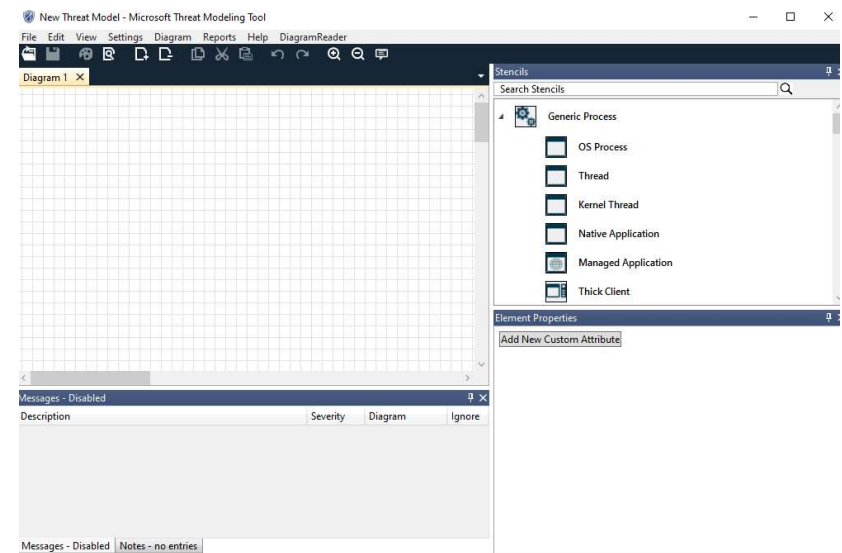 New Threat Model - Microsoft Threat Modeling Tool
File Edit View Settings Diagram Reports Help DiagramReader
Diagram 1
Stencils
Search Stencils
Generic Process
OS Process
Thread
Kernel Thread
Native Application
Managed Application
Thick Client
Element Properties
Add New Custom Attribute
Messages - Disabled
Description Severity Diagram Ignore
Messages - Disabled Notes - no entries